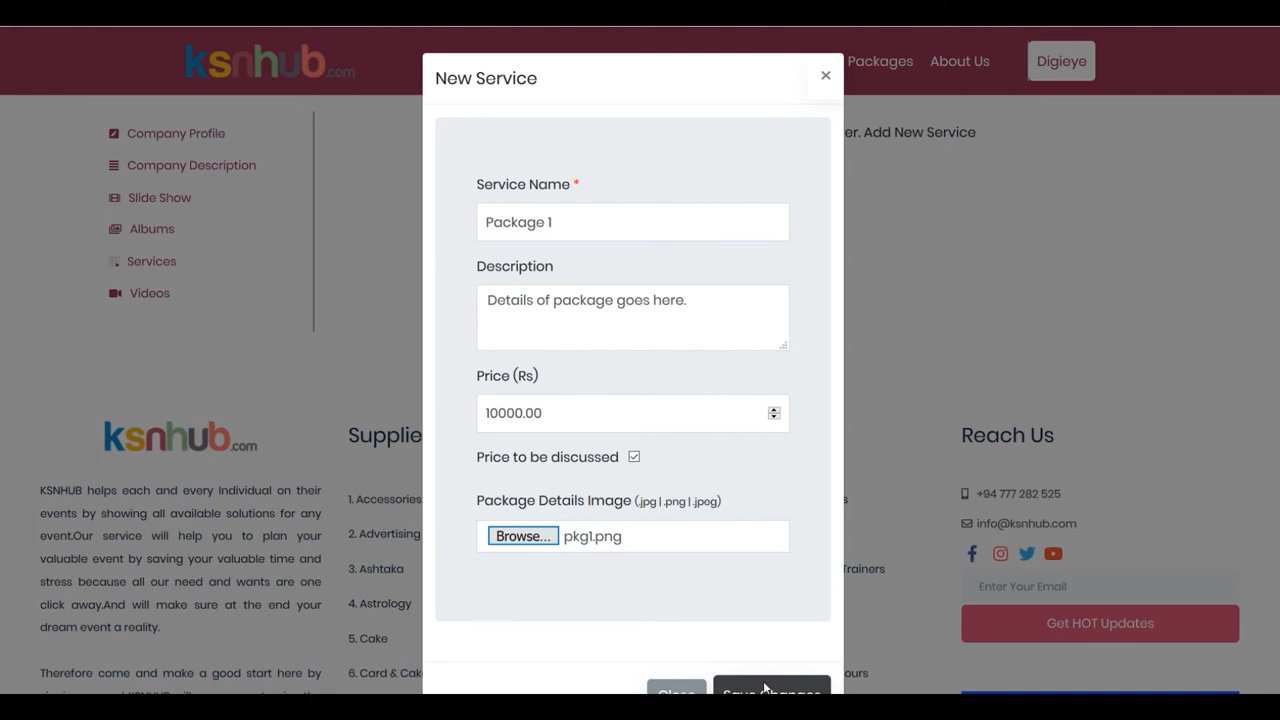 ksnhub.com
Packages
About Us
Digieye
New Service
×
Company Profile
Company Description
Slide Show
Albums
Services
Videos
er. Add New Service
Service Name *
Package 1
Description
Details of package goes here.
Price (Rs)
10000.00
Price to be discussed
Package Details Image (.jpg | .png | .jpeg)
Browse... pkg1.png
Close
Save Changes
ksnhub.com
KSNHUB helps each and every Individual on their
events by showing all available solutions for any
event.Our service will help you to plan your
valuable event by saving your valuable time and
stress because all our need and wants are one
click away.And will make sure at the end your
dream event a reality.
Therefore come and make a good start here by
Supplie
1. Accessories
2. Advertising
3. Ashtaka
4. Astrology
5. Cake
6. Card & Cak
Trainers
ours
Reach Us
+94 777 282 525
info@ksnhub.com
Enter Your Email
Get HOT Updates